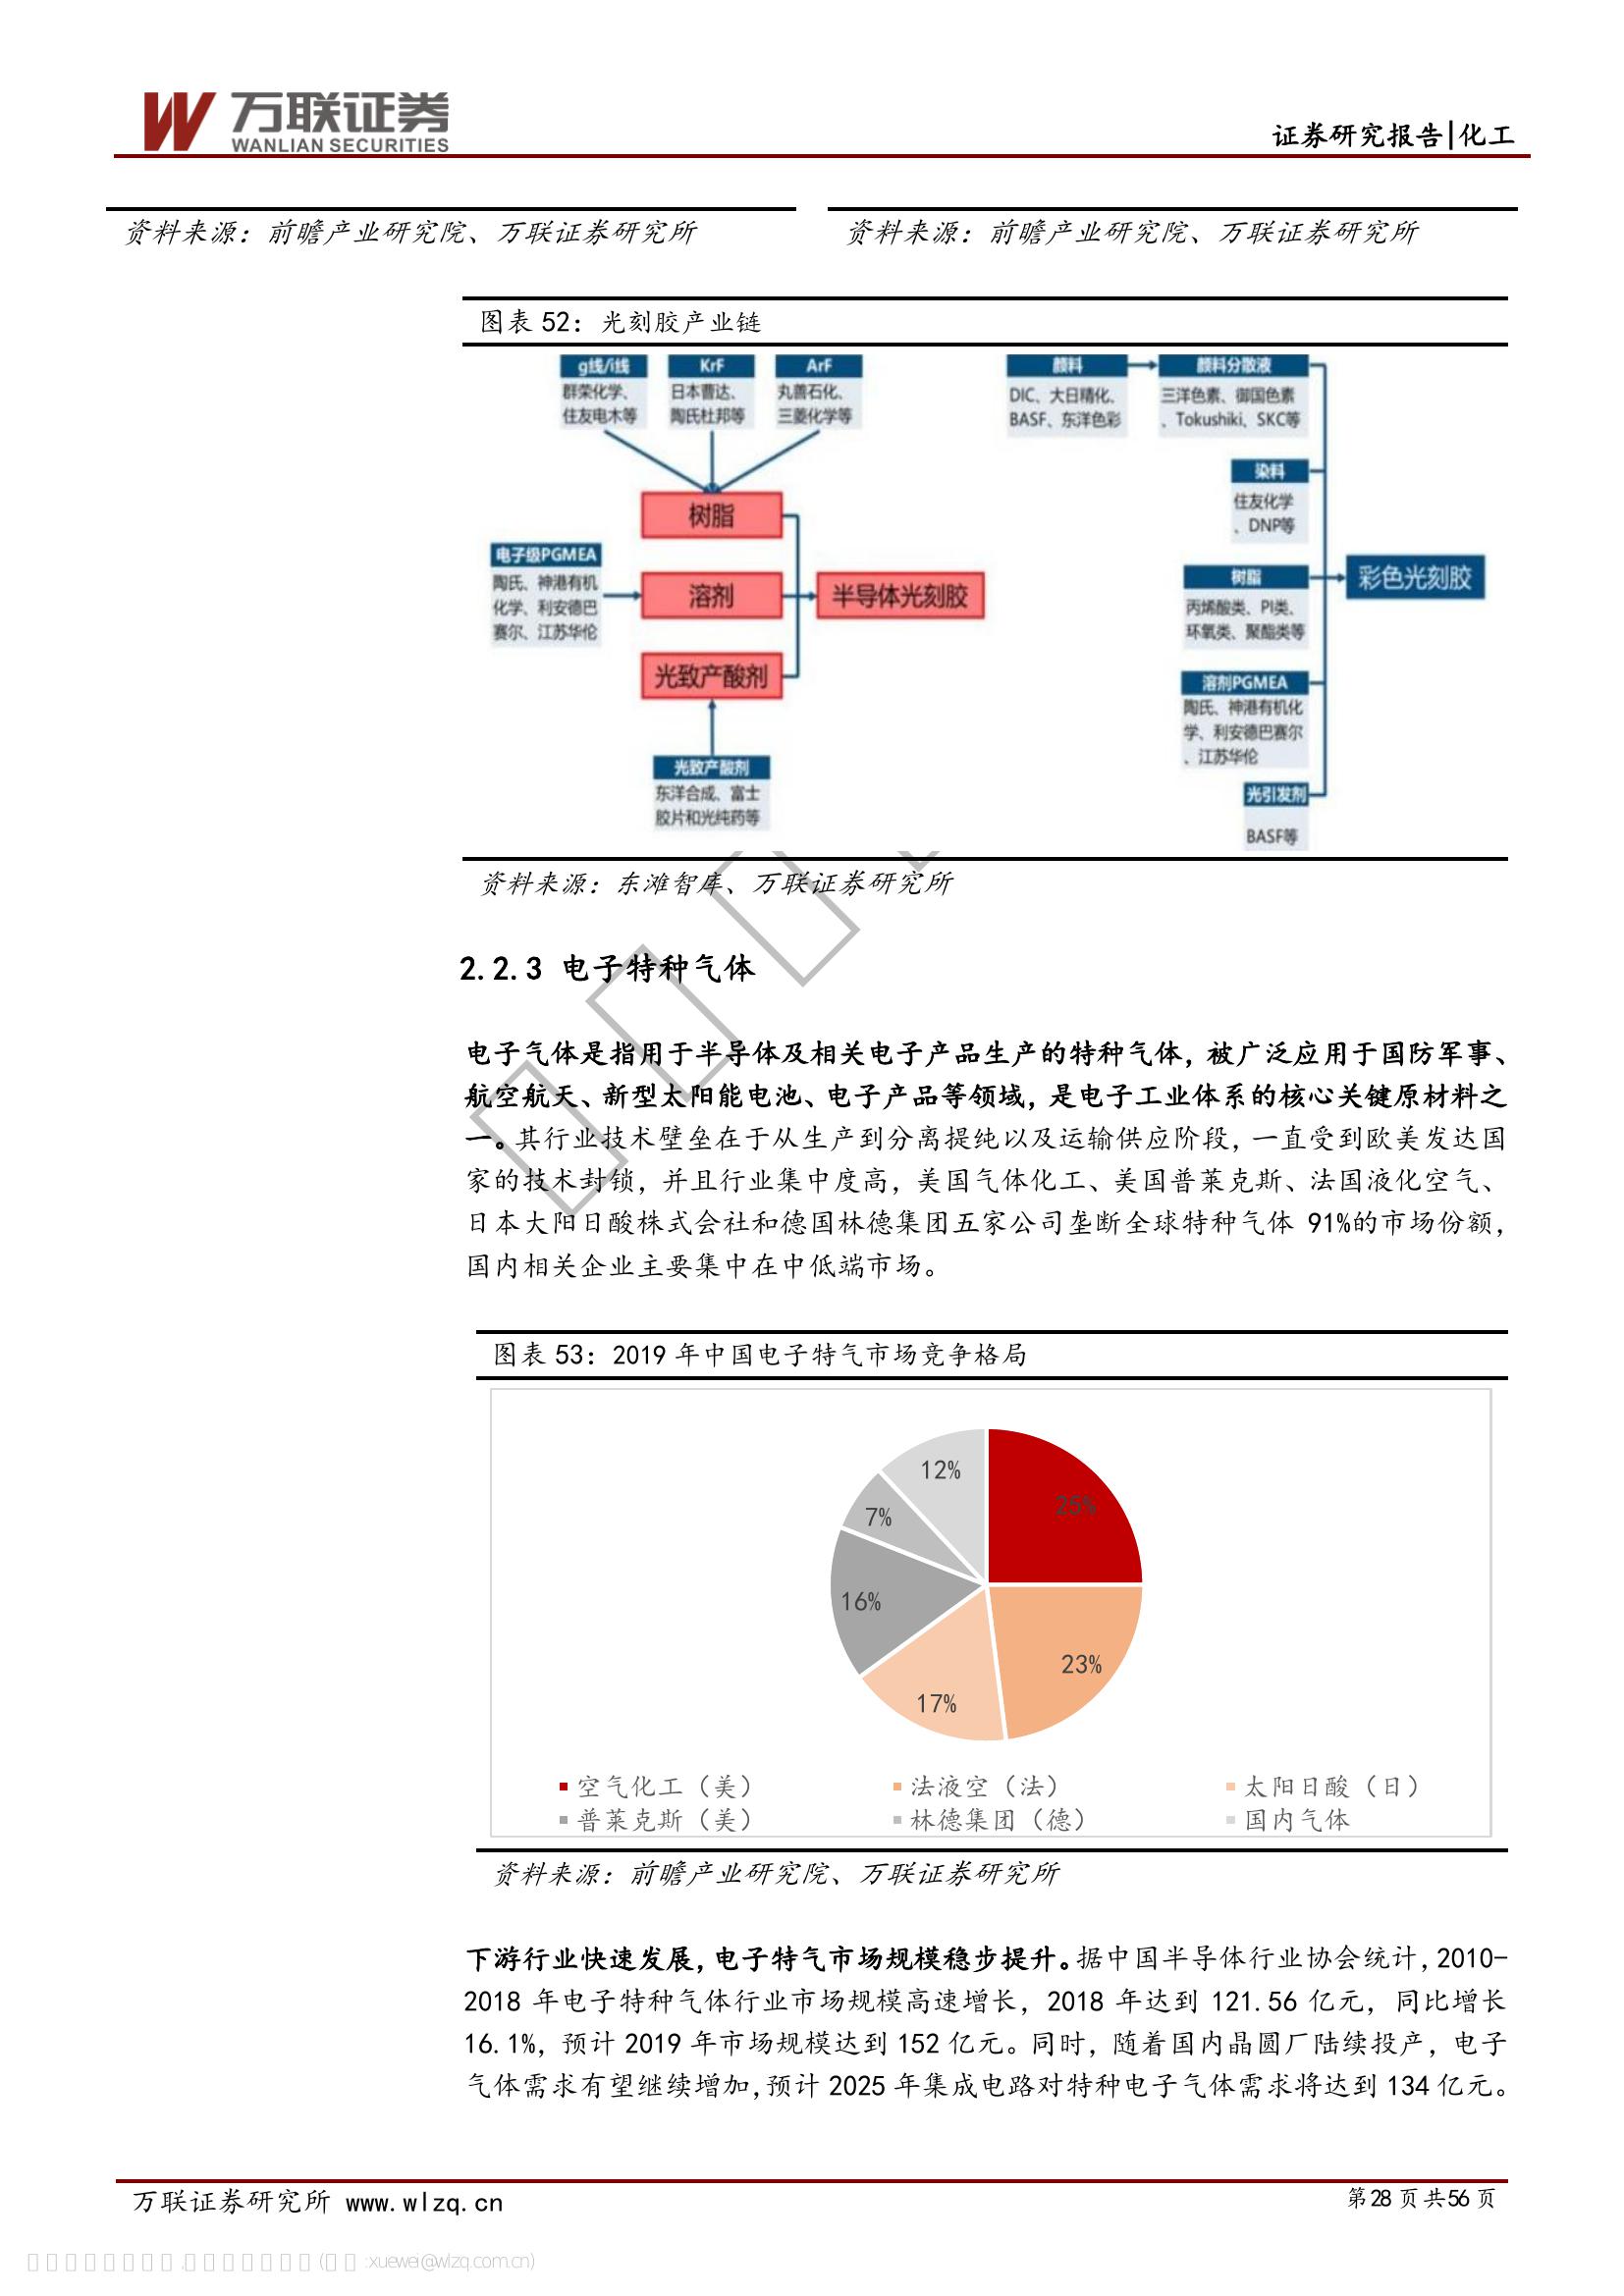 万联证券
WANLIAN SECURITIES
证券研究报告|化工
资料来源：前瞻产业研究院、万联证券研究所
资料来源：前瞻产业研究院、万联证券研究所
图表 52：光刻胶产业链
g线/i线
群荣化学、
住友电木等
KrF
日本曹达、
陶氏杜邦等
ArF
丸善石化、
三菱化学等
树脂
电子级PGMEA
陶氏、神港有机
化学、利安德巴
赛尔、江苏华伦
溶剂
半导体光刻胶
光致产酸剂
光致产酸剂
东洋合成、富士
胶片和光纯药等
颜料
DIC、大日精化、
BASF、东洋色彩
颜料分散液
三洋色素、御国色素
、Tokushiki、SKC等
染料
住友化学
、DNP等
树脂
丙烯酸类、PI类、
环氧类、聚酯类等
彩色光刻胶
溶剂PGMEA
陶氏、神港有机化
学、利安德巴赛尔
、江苏华伦
光引发剂
BASF等
资料来源：东滩智库、万联证券研究所
2.2.3 电子特种气体
电子气体是指用于半导体及相关电子产品生产的特种气体，被广泛应用于国防军事、
航空航天、新型太阳能电池、电子产品等领域，是电子工业体系的核心关键原材料之
一。其行业技术壁垒在于从生产到分离提纯以及运输供应阶段，一直受到欧美发达国
家的技术封锁，并且行业集中度高，美国气体化工、美国普莱克斯、法国液化空气、
日本大阳日酸株式会社和德国林德集团五家公司垄断全球特种气体 91%的市场份额，
国内相关企业主要集中在中低端市场。
图表 53：2019 年中国电子特气市场竞争格局
12%
25%
7%
16%
23%
17%
空气化工（美）
法液空（法）
太阳日酸（日）
普莱克斯（美）
林德集团（德）
国内气体
资料来源：前瞻产业研究院、万联证券研究所
下游行业快速发展，电子特气市场规模稳步提升。据中国半导体行业协会统计，2010-
2018 年电子特种气体行业市场规模高速增长，2018 年达到 121.56 亿元，同比增长
16.1%，预计 2019 年市场规模达到 152 亿元。同时，随着国内晶圆厂陆续投产，电子
气体需求有望继续增加，预计 2025 年集成电路对特种电子气体需求将达到 134 亿元。
万联证券研究所 www.wlzq.cn
第28 页 共56 页
:xuewei@wlzq.com.cn)